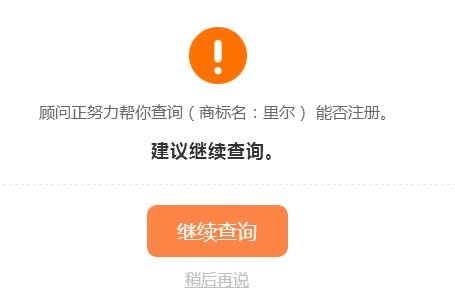 顾问正努力帮你查询（商标名：里尔） 能否注册。
建议继续查询。
继续查询
稍后再说